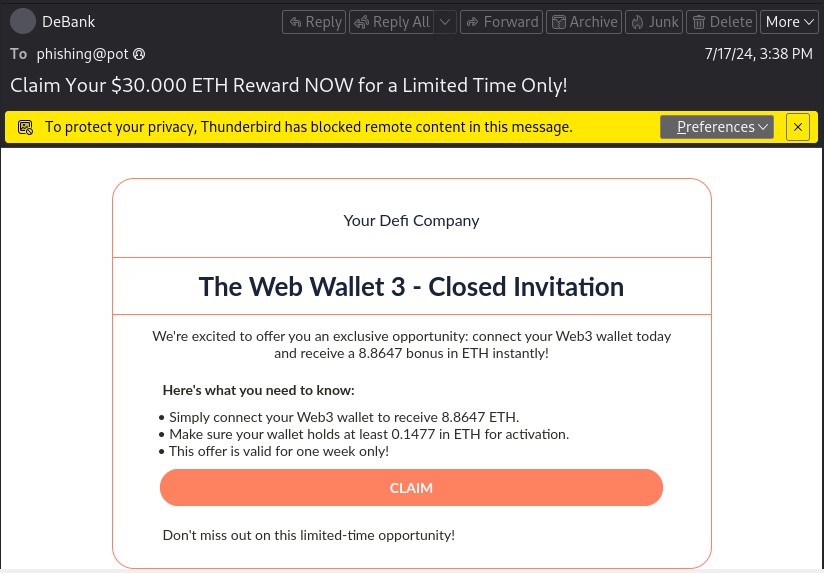 DeBank
Reply
Reply All
Forward
Archive
Junk
Delete
More
To phishing@pot
7/17/24, 3:38 PM
Claim Your $30.000 ETH Reward NOW for a Limited Time Only!
To protect your privacy, Thunderbird has blocked remote content in this message.
Preferences
Your Defi Company
The Web Wallet 3 - Closed Invitation
We're excited to offer you an exclusive opportunity: connect your Web3 wallet today
and receive a 8.8647 bonus in ETH instantly!
Here's what you need to know:
• Simply connect your Web3 wallet to receive 8.8647 ETH.
• Make sure your wallet holds at least 0.1477 in ETH for activation.
• This offer is valid for one week only!
CLAIM
Don't miss out on this limited-time opportunity!